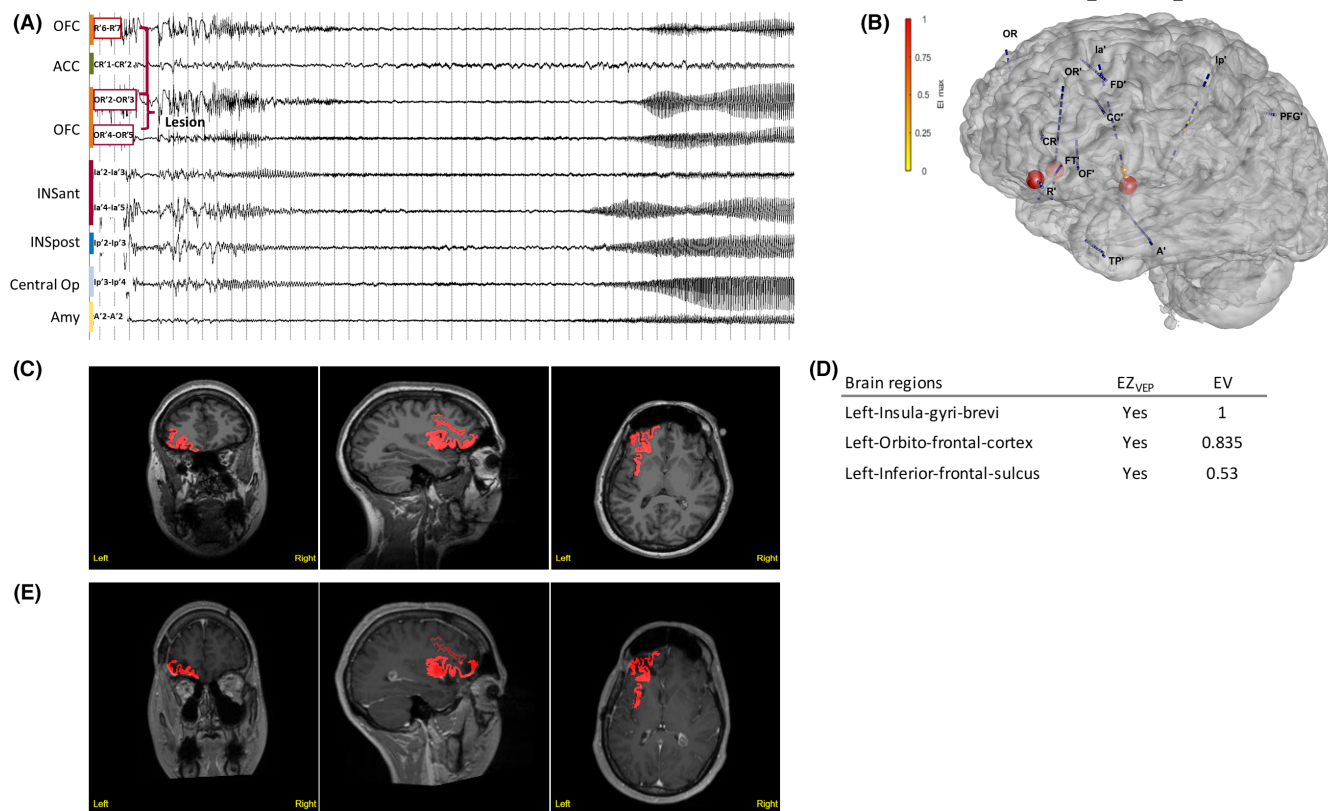 (A)
OFC
R'6-R'7
ACC
CR'1-CR'2
OR'2-OR'3
OFC
Lesion
OR'4-OR'5
Ia'2-Ia'3
INSant
Ia'4-Ia'5
INSpost
Ip'2-Ip'3
Central Op
Ip'3-Ip'4
Amy
A'2-A'2
(B)
1
0.75
0.5
0.25
0
EI max
OR
Ia'
Ip'
OR'
FD'
CC'
PFG'
CR'
FT'
OF'
R'
A'
TP'
(C)
Left
Right
Left
Right
Left
Right
(D)
Brain regions EZVEP EV
Left-Insula-gyri-brevi Yes 1
Left-Orbito-frontal-cortex Yes 0.835
Left-Inferior-frontal-sulcus Yes 0.53
(E)
Left
Right
Left
Right
Left
Right